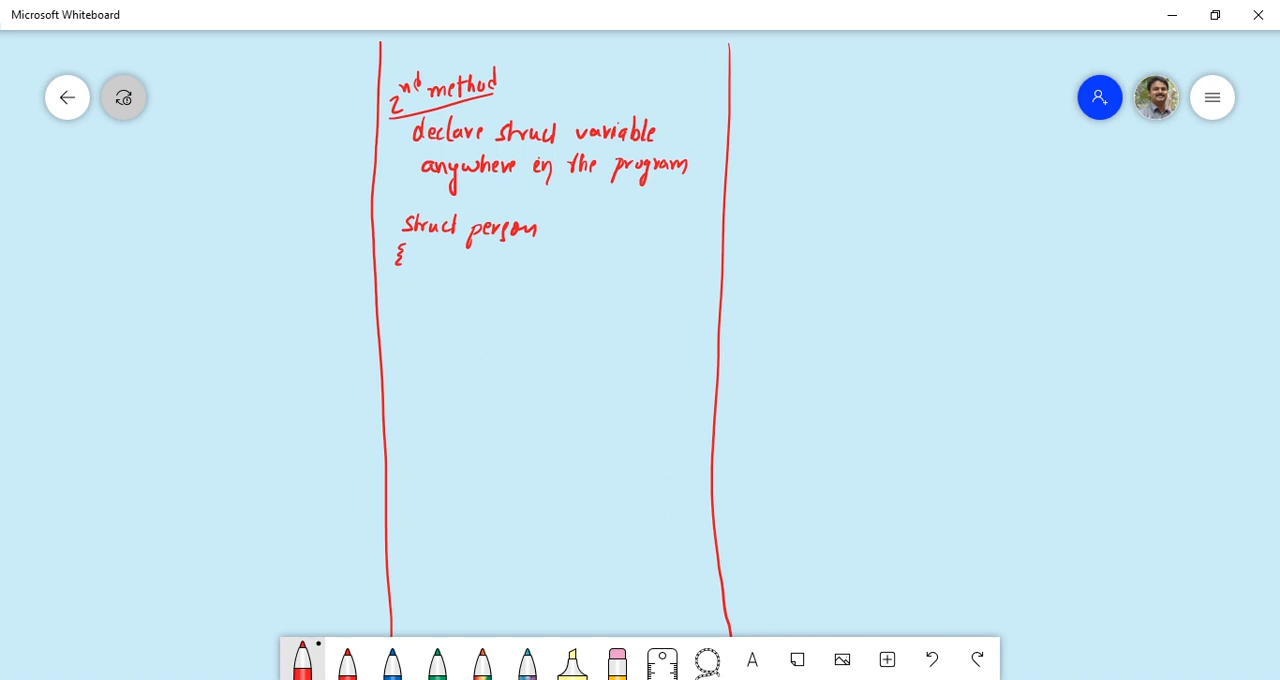 Microsoft Whiteboard
2nd method
declare struct variable
anywhere in the program
struct person
{
A